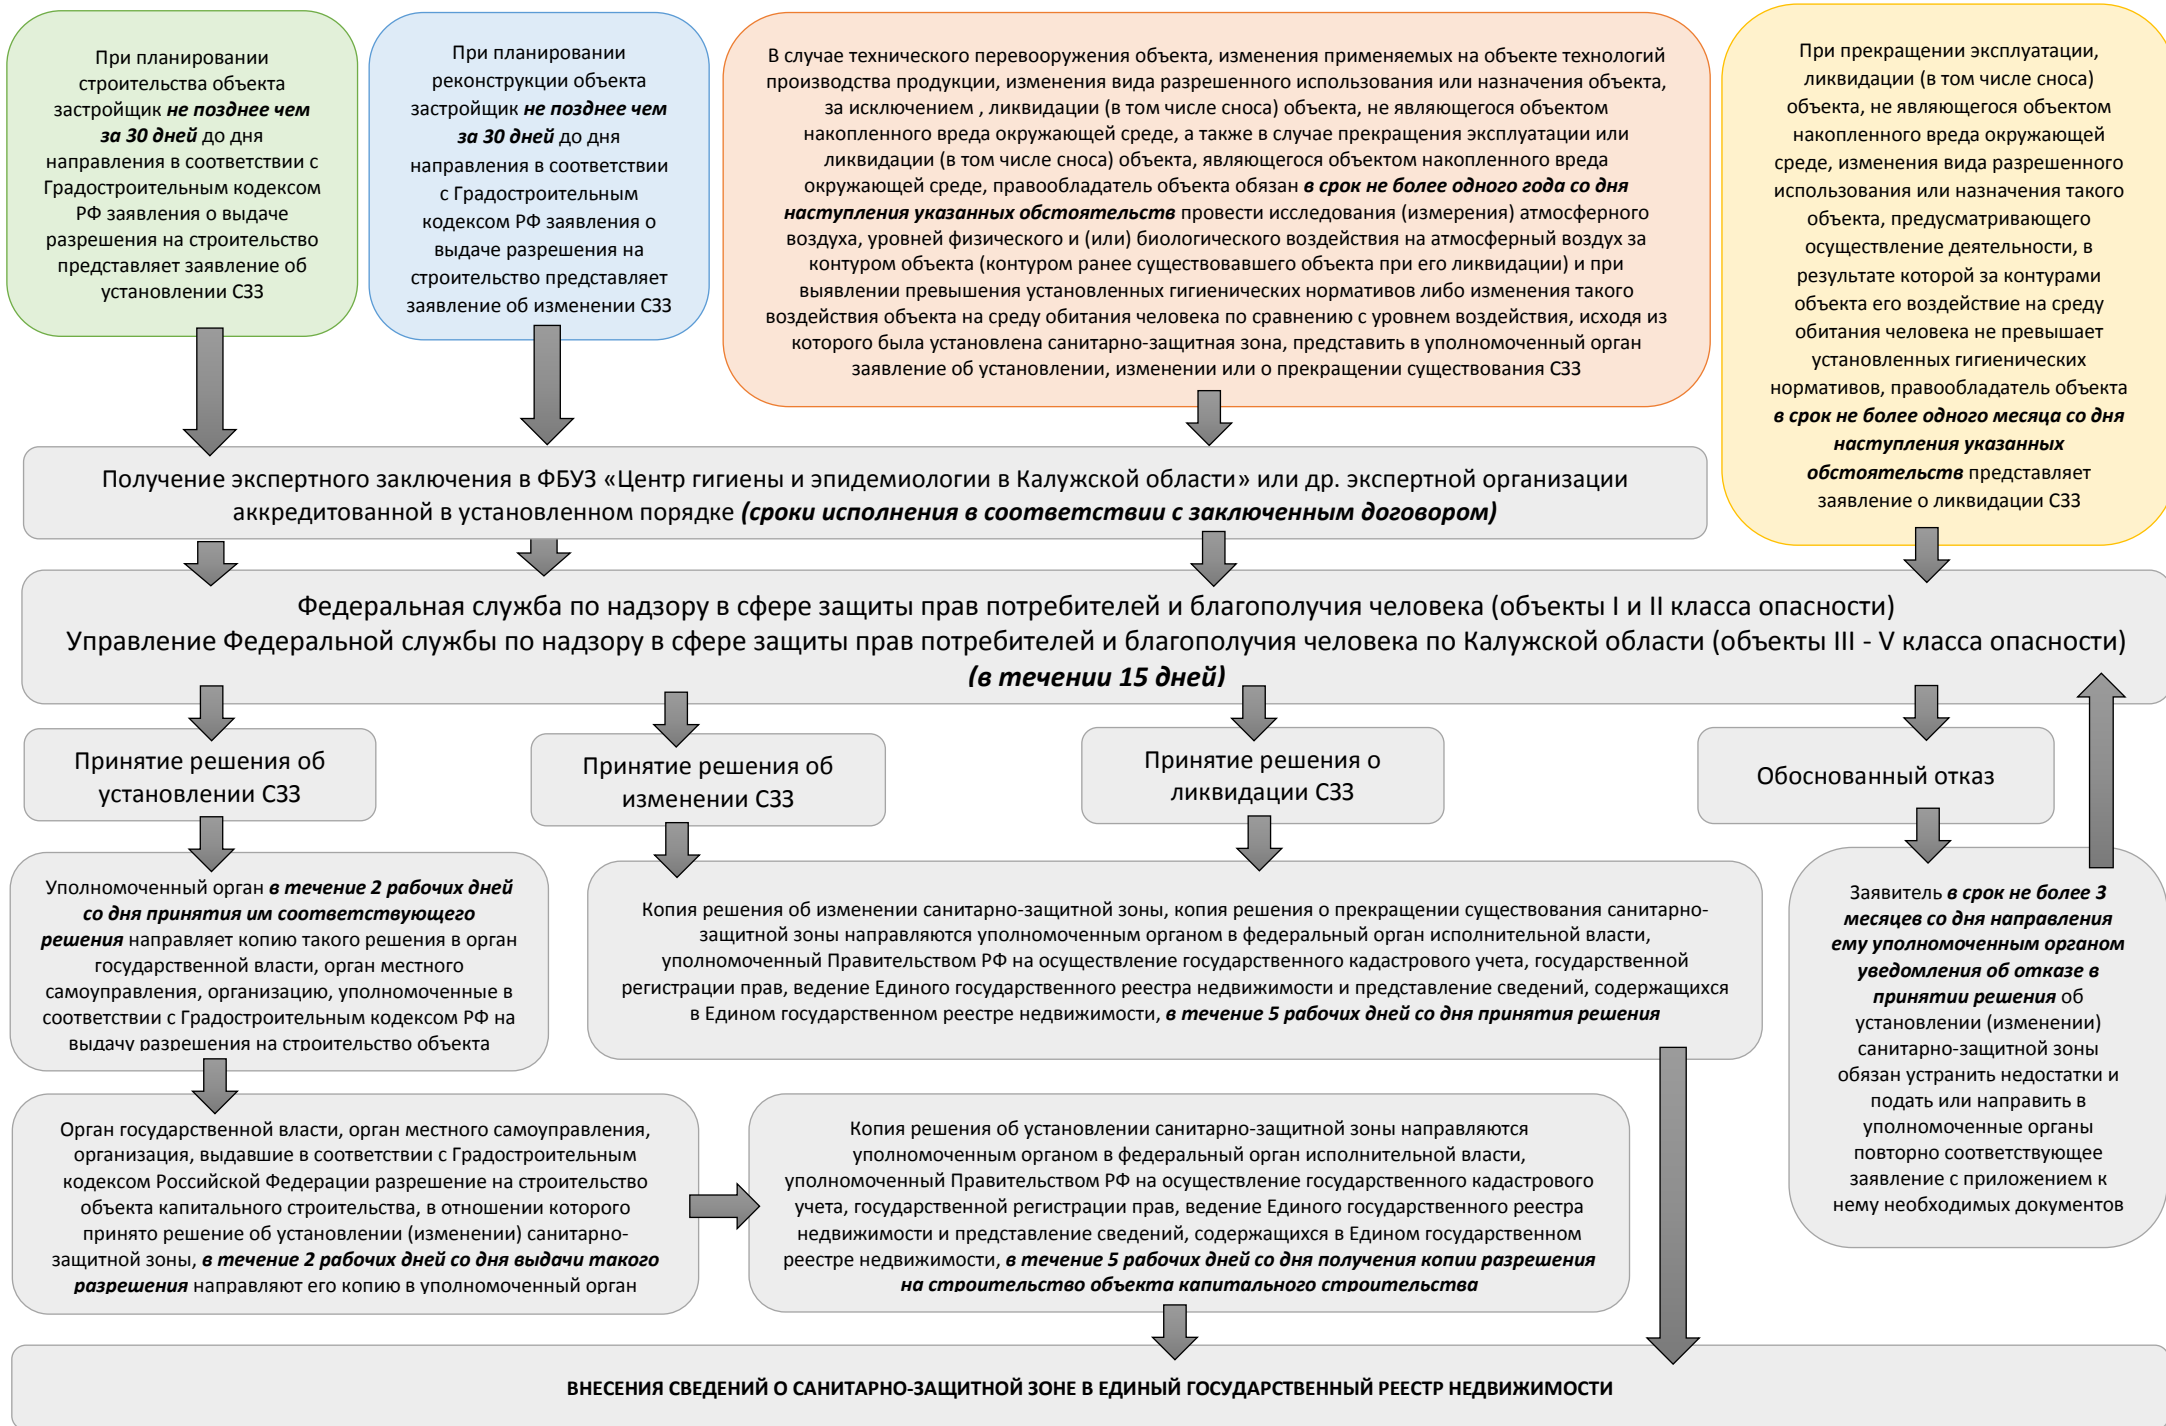 При планировании
строительства объекта
застройщик не позднее чем
за 30 дней до дня
направления в соответствии с
Градостроительным кодексом
РФ заявления о выдаче
разрешения на строительство
представляет заявление об
установлении СЗЗ
При планировании
реконструкции объекта
застройщик не позднее чем
за 30 дней до дня
направления в соответствии
с Градостроительным
кодексом РФ заявления о
выдаче разрешения на
строительство представляет
заявление об изменении СЗЗ
В случае технического перевооружения объекта, изменения применяемых на объекте технологий
производства продукции, изменения вида разрешенного использования или назначения объекта,
за исключением , ликвидации (в том числе сноса) объекта, не являющегося объектом
накопленного вреда окружающей среде, а также в случае прекращения эксплуатации или
ликвидации (в том числе сноса) объекта, являющегося объектом накопленного вреда
окружающей среде, правообладатель объекта обязан в срок не более одного года со дня
наступления указанных обстоятельств провести исследования (измерения) атмосферного
воздуха, уровней физического и (или) биологического воздействия на атмосферный воздух за
контуром объекта (контуром ранее существовавшего объекта при его ликвидации) и при
выявлении превышения установленных гигиенических нормативов либо изменения такого
воздействия объекта на среду обитания человека по сравнению с уровнем воздействия, исходя из
которого была установлена санитарно-защитная зона, представить в уполномоченный орган
заявление об установлении, изменении или о прекращении существования СЗЗ
При прекращении эксплуатации,
ликвидации (в том числе сноса)
объекта, не являющегося объектом
накопленного вреда окружающей
среде, изменения вида разрешенного
использования или назначения такого
объекта, предусматривающего
осуществление деятельности, в
результате которой за контурами
объекта его воздействие на среду
обитания человека не превышает
установленных гигиенических
нормативов, правообладатель объекта
в срок не более одного месяца со дня
наступления указанных
обстоятельств представляет
заявление о ликвидации СЗЗ
Получение экспертного заключения в ФБУЗ «Центр гигиены и эпидемиологии в Калужской области» или др. экспертной организации
аккредитованной в установленном порядке (сроки исполнения в соответствии с заключенным договором)
Федеральная служба по надзору в сфере защиты прав потребителей и благополучия человека (объекты I и II класса опасности)
Управление Федеральной службы по надзору в сфере защиты прав потребителей и благополучия человека по Калужской области (объекты III - V класса опасности)
(в течении 15 дней)
Принятие решения об
установлении СЗЗ
Принятие решения об
изменении СЗЗ
Принятие решения о
ликвидации СЗЗ
Обоснованный отказ
Уполномоченный орган в течение 2 рабочих дней
со дня принятия им соответствующего
решения направляет копию такого решения в орган
государственной власти, орган местного
самоуправления, организацию, уполномоченные в
соответствии с Градостроительным кодексом РФ на
выдачу разрешения на строительство объекта
Копия решения об изменении санитарно-защитной зоны, копия решения о прекращении существования санитарно-
защитной зоны направляются уполномоченным органом в федеральный орган исполнительной власти,
уполномоченный Правительством РФ на осуществление государственного кадастрового учета, государственной
регистрации прав, ведение Единого государственного реестра недвижимости и представление сведений, содержащихся
в Едином государственном реестре недвижимости, в течение 5 рабочих дней со дня принятия решения
Заявитель в срок не более 3
месяцев со дня направления
ему уполномоченным органом
уведомления об отказе в
принятии решения об
установлении (изменении)
санитарно-защитной зоны
обязан устранить недостатки и
подать или направить в
уполномоченные органы
повторно соответствующее
заявление с приложением к
нему необходимых документов
Орган государственной власти, орган местного самоуправления,
организация, выдавшие в соответствии с Градостроительным
кодексом Российской Федерации разрешение на строительство
объекта капитального строительства, в отношении которого
принято решение об установлении (изменении) санитарно-
защитной зоны, в течение 2 рабочих дней со дня выдачи такого
разрешения направляют его копию в уполномоченный орган
Копия решения об установлении санитарно-защитной зоны направляются
уполномоченным органом в федеральный орган исполнительной власти,
уполномоченный Правительством РФ на осуществление государственного кадастрового
учета, государственной регистрации прав, ведение Единого государственного реестра
недвижимости и представление сведений, содержащихся в Едином государственном
реестре недвижимости, в течение 5 рабочих дней со дня получения копии разрешения
на строительство объекта капитального строительства
ВНЕСЕНИЯ СВЕДЕНИЙ О САНИТАРНО-ЗАЩИТНОЙ ЗОНЕ В ЕДИНЫЙ ГОСУДАРСТВЕННЫЙ РЕЕСТР НЕДВИЖИМОСТИ